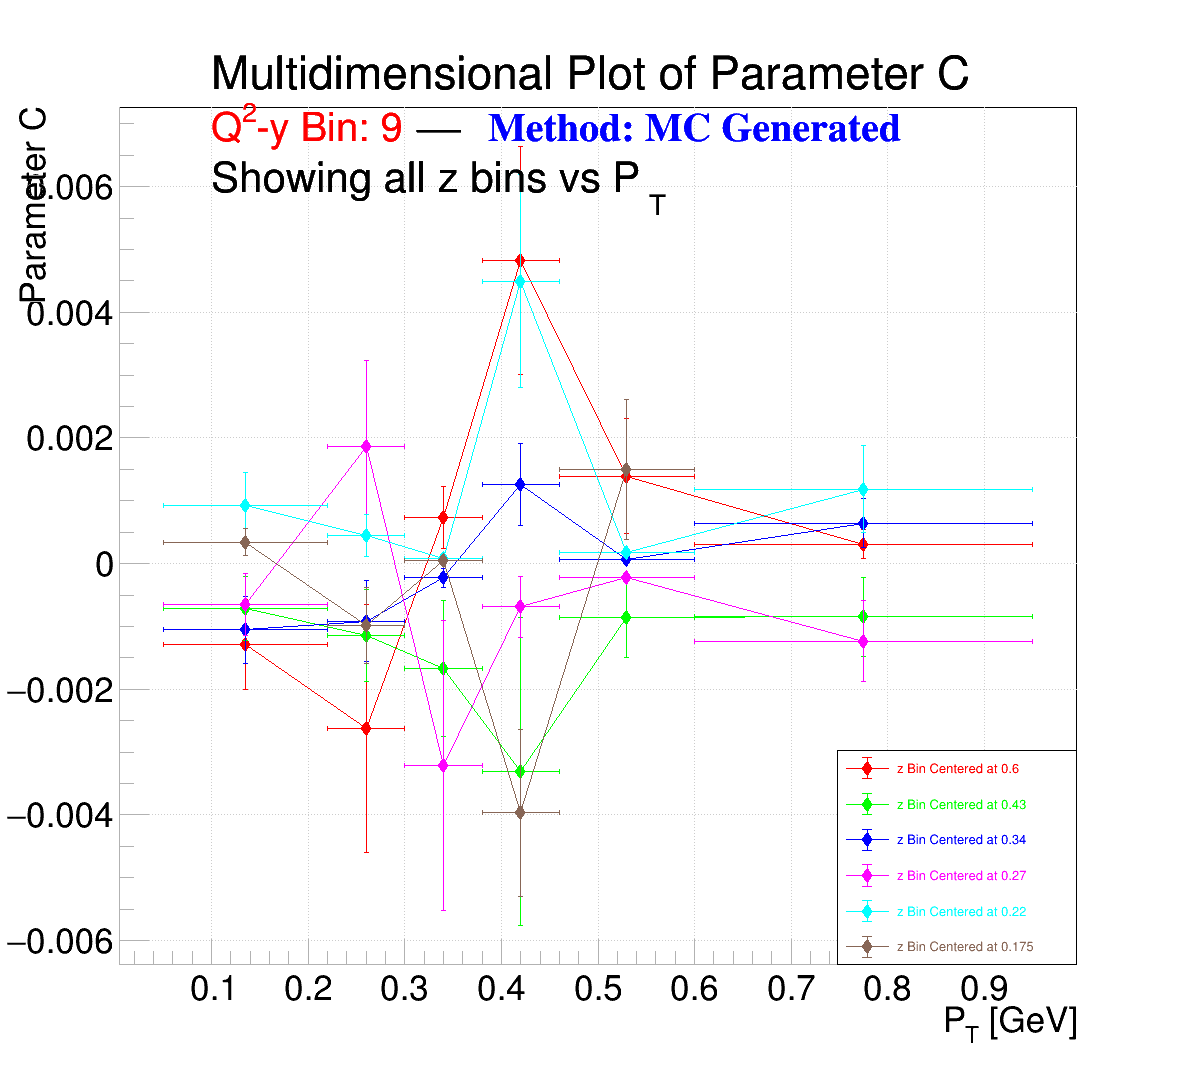 Multidimensional Plot of Parameter C
Q²-y Bin: 9 — Method: MC Generated
Showing all z bins vs P_T
Parameter C
0.006
0.004
0.002
0
−0.002
−0.004
−0.006
z Bin Centered at 0.6
z Bin Centered at 0.43
z Bin Centered at 0.34
z Bin Centered at 0.27
z Bin Centered at 0.22
z Bin Centered at 0.175
0.1 0.2 0.3 0.4 0.5 0.6 0.7 0.8 0.9
P_T [GeV]